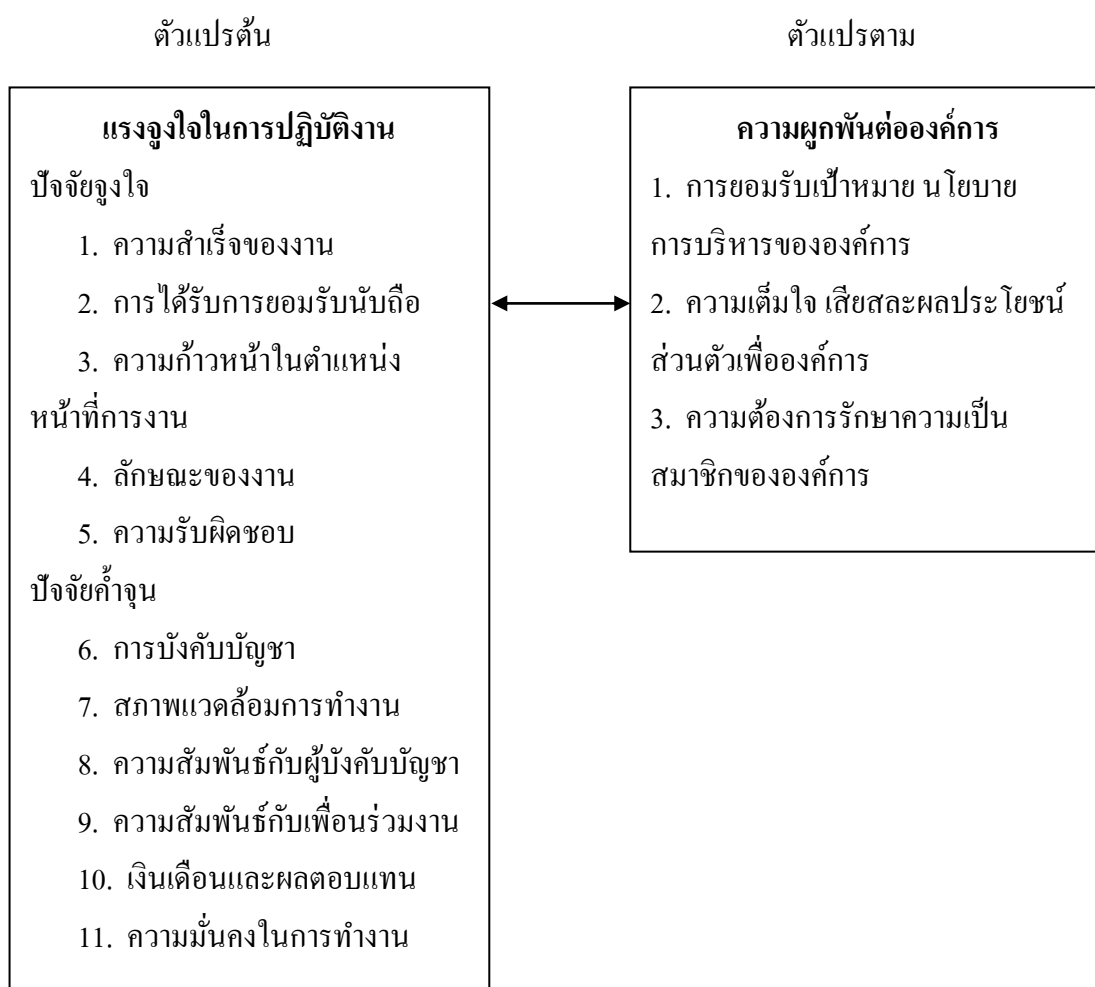 ตัวแปรต้น
ตัวแปรตาม
แรงจูงใจในการปฏิบัติงาน
ปัจจัยจูงใจ
1. ความสำเร็จของงาน
2. การได้รับการยอมรับนับถือ
3. ความก้าวหน้าในตำแหน่ง
หน้าที่การงาน
4. ลักษณะของงาน
5. ความรับผิดชอบ
ปัจจัยค้ำจุน
6. การบังคับบัญชา
7. สภาพแวดล้อมการทำงาน
8. ความสัมพันธ์กับผู้บังคับบัญชา
9. ความสัมพันธ์กับเพื่อนร่วมงาน
10. เงินเดือนและผลตอบแทน
11. ความมั่นคงในการทำงาน
ความผูกพันต่อองค์การ
1. การยอมรับเป้าหมาย นโยบาย
การบริหารขององค์การ
2. ความเต็มใจ เสียสละผลประโยชน์
ส่วนตัวเพื่อองค์การ
3. ความต้องการรักษาความเป็น
สมาชิกขององค์การ